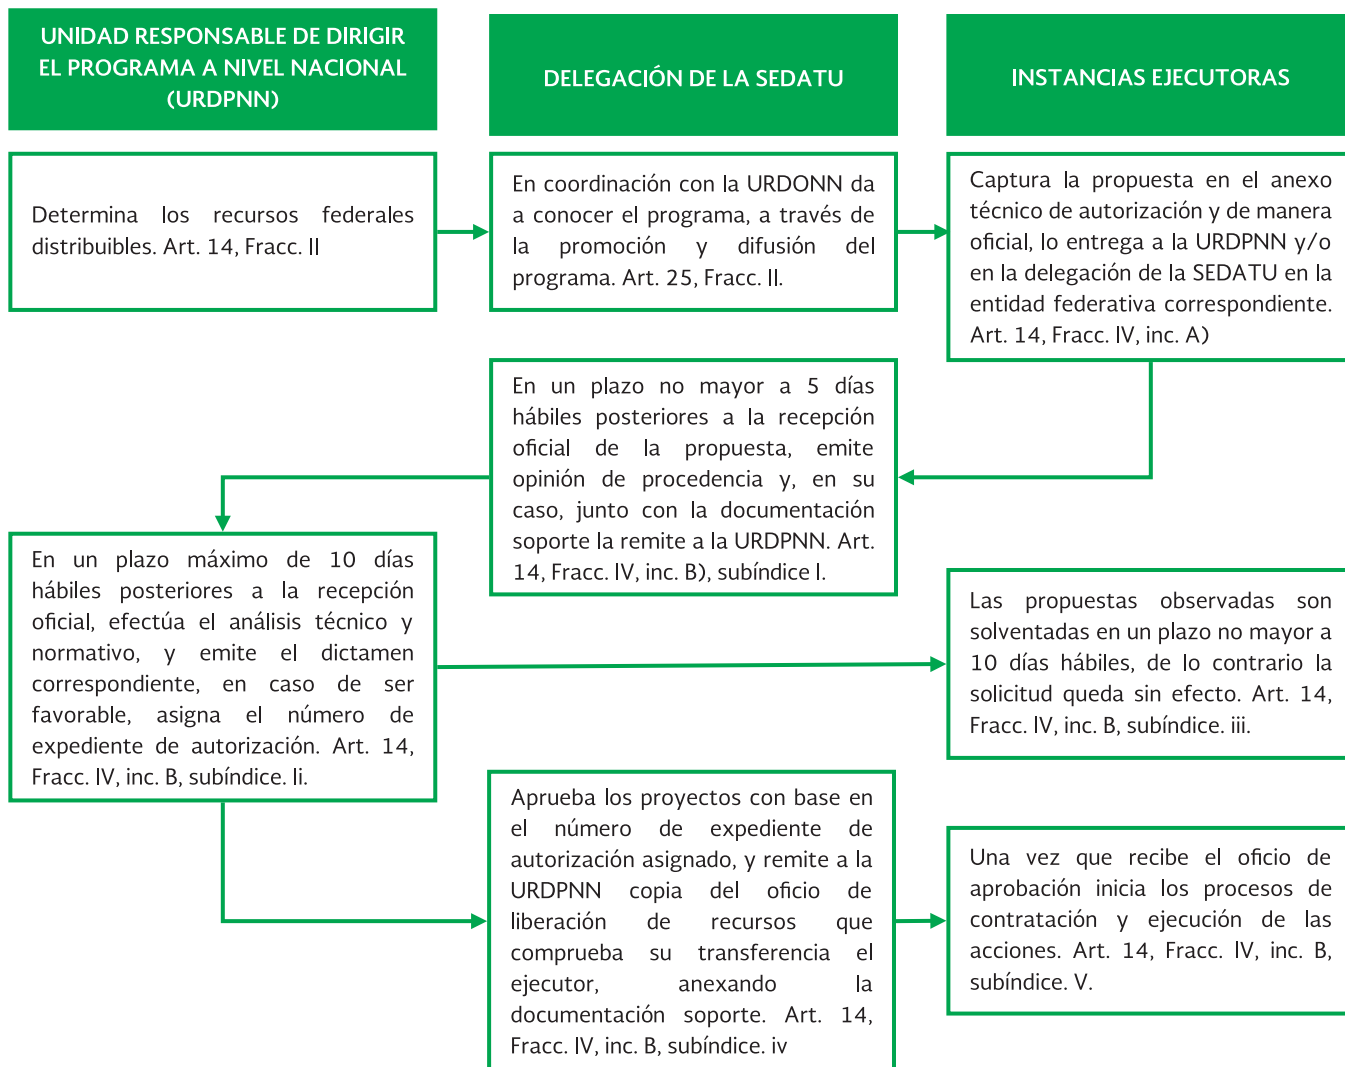 UNIDAD RESPONSABLE DE DIRIGIR
EL PROGRAMA A NIVEL NACIONAL
(URDPNN)
DELEGACIÓN DE LA SEDATU
INSTANCIAS EJECUTORAS
Determina los recursos federales
distribuibles. Art. 14, Fracc. II
En coordinación con la URDONN da
a conocer el programa, a través de
la promoción y difusión del
programa. Art. 25, Fracc. II.
Captura la propuesta en el anexo
técnico de autorización y de manera
oficial, lo entrega a la URDPNN y/o
en la delegación de la SEDATU en la
entidad federativa correspondiente.
Art. 14, Fracc. IV, inc. A)
En un plazo no mayor a 5 días
hábiles posteriores a la recepción
oficial de la propuesta, emite
opinión de procedencia y, en su
caso, junto con la documentación
soporte la remite a la URDPNN. Art.
14, Fracc. IV, inc. B), subíndice I.
En un plazo máximo de 10 días
hábiles posteriores a la recepción
oficial, efectúa el análisis técnico y
normativo, y emite el dictamen
correspondiente, en caso de ser
favorable, asigna el número de
expediente de autorización. Art. 14,
Fracc. IV, inc. B, subíndice. Ii.
Las propuestas observadas son
solventadas en un plazo no mayor a
10 días hábiles, de lo contrario la
solicitud queda sin efecto. Art. 14,
Fracc. IV, inc. B, subíndice. iii.
Aprueba los proyectos con base en
el número de expediente de
autorización asignado, y remite a la
URDPNN copia del oficio de
liberación de recursos que
comprueba su transferencia el
ejecutor, anexando la
documentación soporte. Art. 14,
Fracc. IV, inc. B, subíndice. iv
Una vez que recibe el oficio de
aprobación inicia los procesos de
contratación y ejecución de las
acciones. Art. 14, Fracc. IV, inc. B,
subíndice. V.